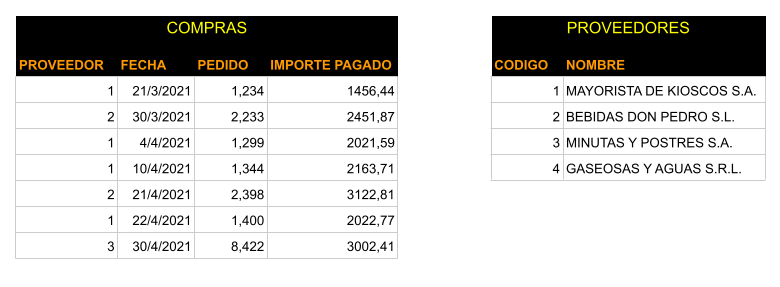 COMPRAS
PROVEEDOR FECHA PEDIDO IMPORTE PAGADO
1 21/3/2021 1,234 1456,44
2 30/3/2021 2,233 2451,87
1 4/4/2021 1,299 2021,59
1 10/4/2021 1,344 2163,71
2 21/4/2021 2,398 3122,81
1 22/4/2021 1,400 2022,77
3 30/4/2021 8,422 3002,41
PROVEEDORES
CODIGO NOMBRE
1 MAYORISTA DE KIOSCOS S.A.
2 BEBIDAS DON PEDRO S.L.
3 MINUTAS Y POSTRES S.A.
4 GASEOSAS Y AGUAS S.R.L.